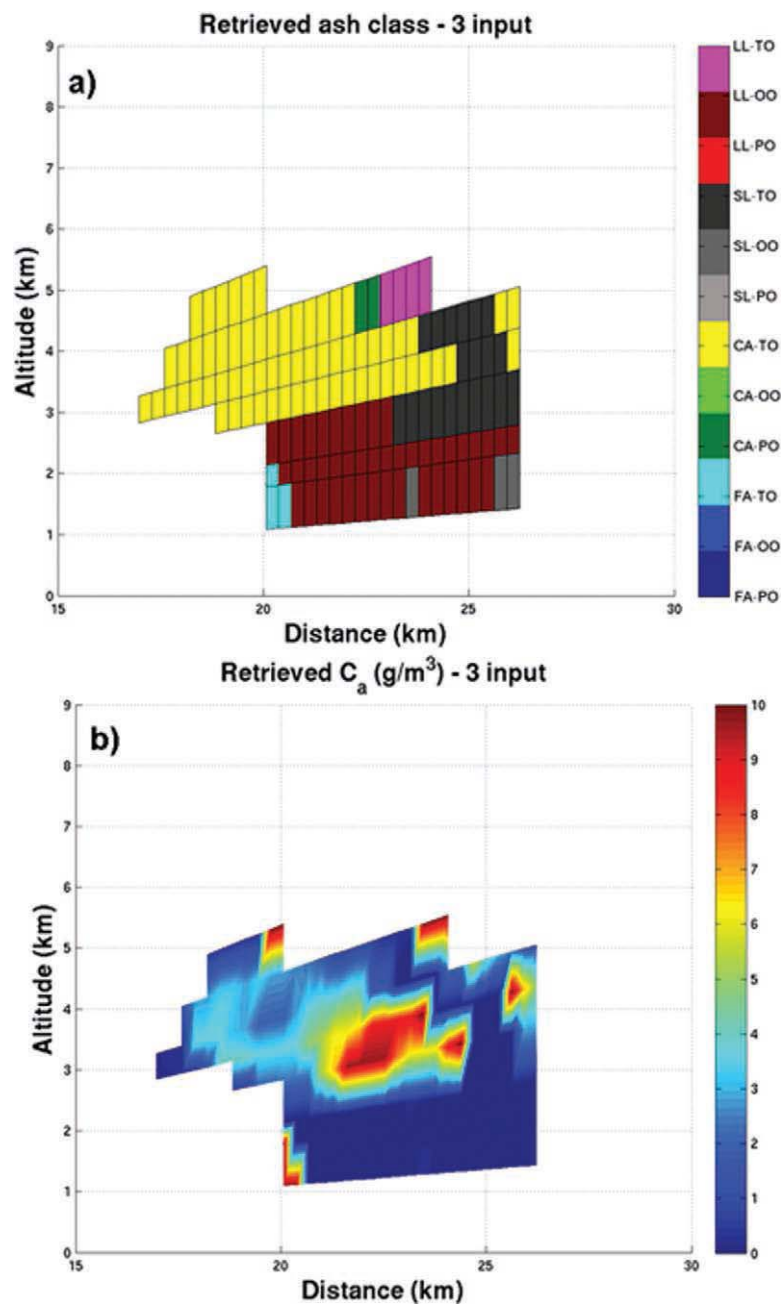 Retrieved ash class - 3 input
a)
9
8
7
6
5
4
3
2
1
0
Altitude (km)
15
20
25
30
Distance (km)
LL-TO
LL-OO
LL-PO
SL-TO
SL-OO
SL-PO
CA-TO
CA-OO
CA-PO
FA-TO
FA-OO
FA-PO
Retrieved C_a (g/m³) - 3 input
b)
9
8
7
6
5
4
3
2
1
0
Altitude (km)
15
20
25
30
Distance (km)
10
9
8
7
6
5
4
3
2
1
0